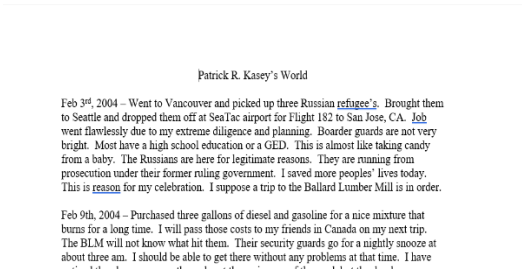 Patrick R. Kasey's World
Feb 3rd, 2004 – Went to Vancouver and picked up three Russian refugee's. Brought them
to Seattle and dropped them off at SeaTac airport for Flight 182 to San Jose, CA. Job
went flawlessly due to my extreme diligence and planning. Boarder guards are not very
bright. Most have a high school education or a GED. This is almost like taking candy
from a baby. The Russians are here for legitimate reasons. They are running from
prosecution under their former ruling government. I saved more peoples' lives today.
This is reason for my celebration. I suppose a trip to the Ballard Lumber Mill is in order.
Feb 9th, 2004 – Purchased three gallons of diesel and gasoline for a nice mixture that
burns for a long time. I will pass those costs to my friends in Canada on my next trip.
The BLM will not know what hit them. Their security guards go for a nightly snooze at
about three am. I should be able to get there without any problems at that time. I have